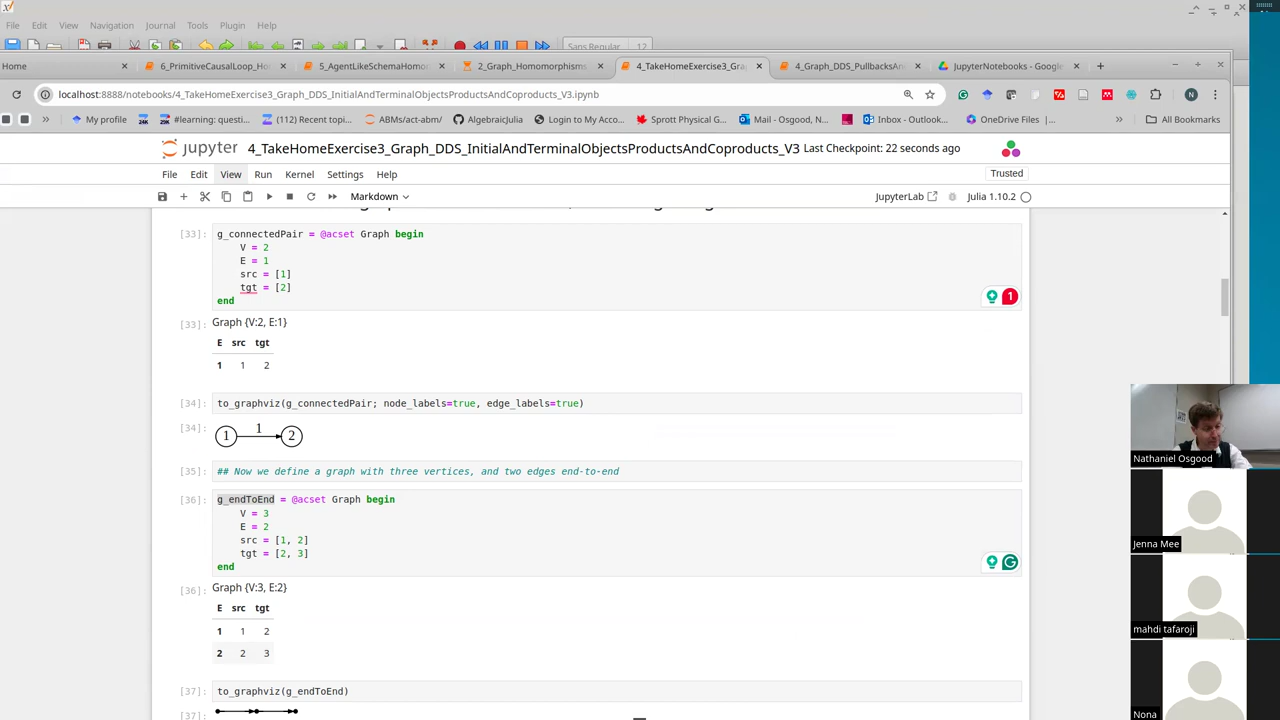 File Edit View Navigation Journal Tools Plugin Help
Sans Regular 12
Home 6_PrimitiveCausalLoop_Ho 5_AgentLikeSchemaHomoc 2_Graph_Homomorphisms 4_TakeHomeExercise3_Gra 4_Graph_DDS_PullbacksAn JupyterNotebooks - Google
localhost:8888/notebooks/4_TakeHomeExercise3_Graph_DDS_InitialAndTerminalObjectsProductsAndCoproducts_V3.ipynb
My profile #learning: questi... (112) Recent topi... ABMs/act-abm/ AlgebraicJulia Login to My Acco... Sprott Physical G... Mail - Osgood, N... Inbox - Outlook... OneDrive Files All Bookmarks
jupyter 4_TakeHomeExercise3_Graph_DDS_InitialAndTerminalObjectsProductsAndCoproducts_V3 Last Checkpoint: 22 seconds ago
File Edit View Run Kernel Settings Help Trusted
Markdown JupyterLab Julia 1.10.2
[33]: g_connectedPair = @acset Graph begin
V = 2
E = 1
src = [1]
tgt = [2]
end
1
[33]: Graph {V:2, E:1}
E src tgt
1 1 2
[34]: to_graphviz(g_connectedPair; node_labels=true, edge_labels=true)
[34]: 1 1 2
[35]: ## Now we define a graph with three vertices, and two edges end-to-end
[36]: g_endToEnd = @acset Graph begin
V = 3
E = 2
src = [1, 2]
tgt = [2, 3]
end
[36]: Graph {V:3, E:2}
E src tgt
1 1 2
2 2 3
[37]: to_graphviz(g_endToEnd)
[37]:
Nathaniel Osgood
Jenna Mee
mahdi tafaroji
Nona